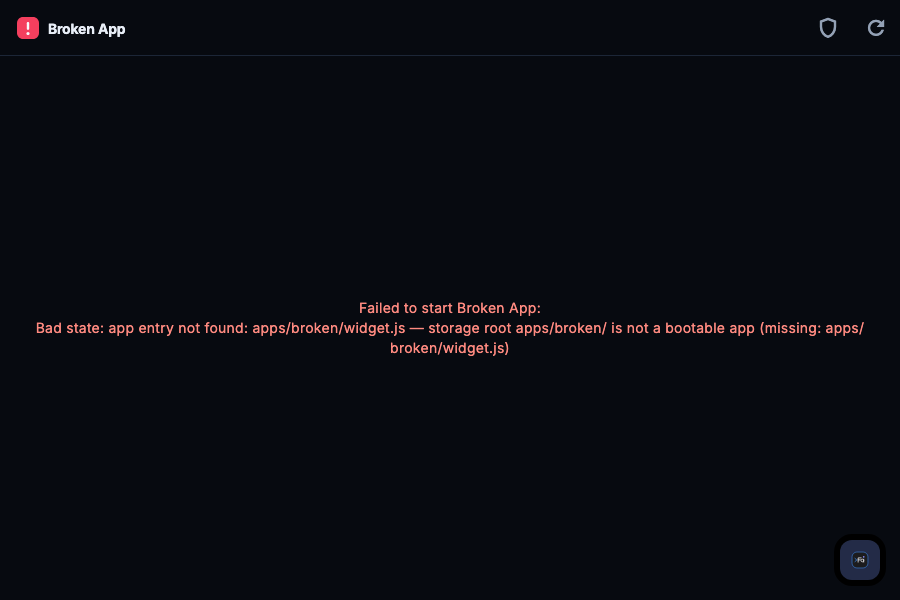 Broken App
Failed to start Broken App:
Bad state: app entry not found: apps/broken/widget.js — storage root apps/broken/ is not a bootable app (missing: apps/
broken/widget.js)